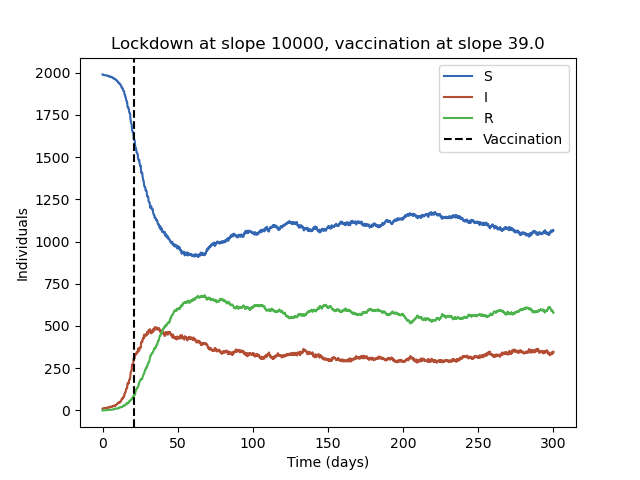 Lockdown at slope 10000, vaccination at slope 39.0
S
I
R
Vaccination
2000
1750
1500
1250
1000
750
500
250
0
Individuals
0 50 100 150 200 250 300
Time (days)